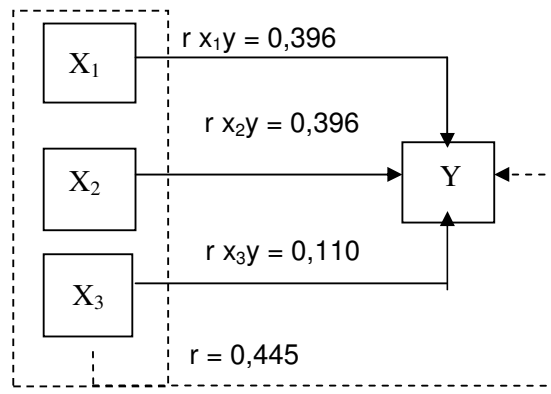 r x₁y = 0,396
X₁
r x₂y = 0,396
X₂
Y
r x₃y = 0,110
X₃
r = 0,445